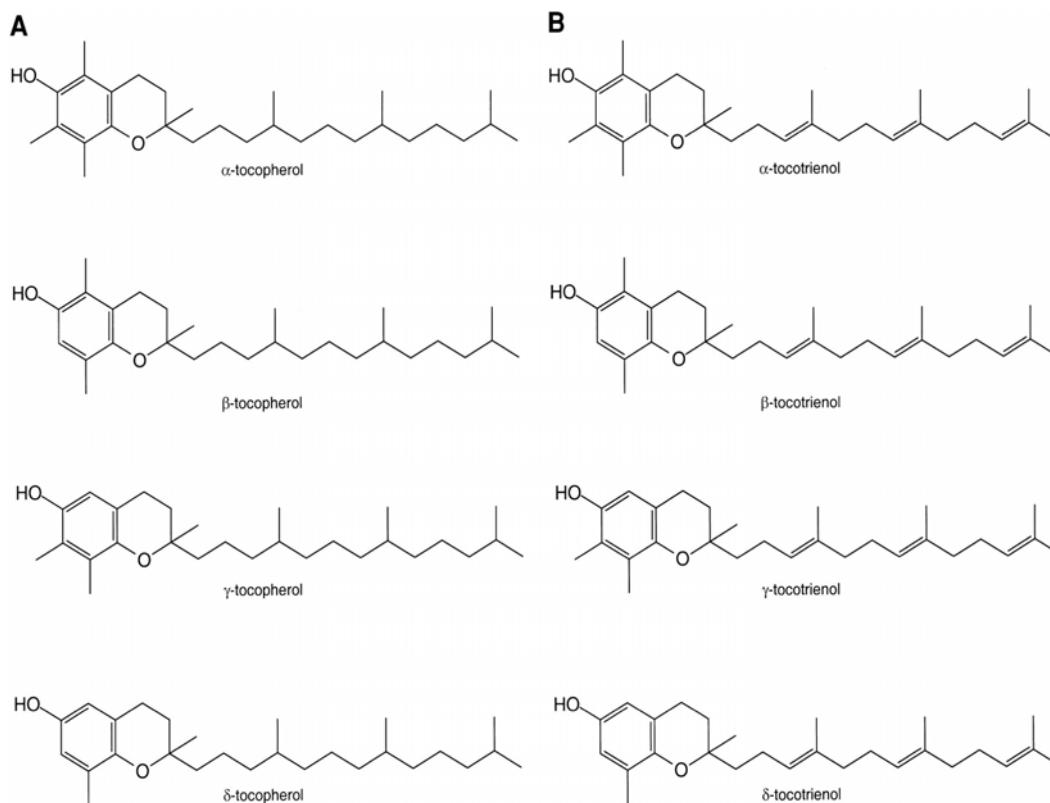 A
B
HO
O
α-tocopherol
HO
O
α-tocotrienol
HO
O
β-tocopherol
HO
O
β-tocotrienol
HO
O
γ-tocopherol
HO
O
γ-tocotrienol
HO
O
δ-tocopherol
HO
O
δ-tocotrienol